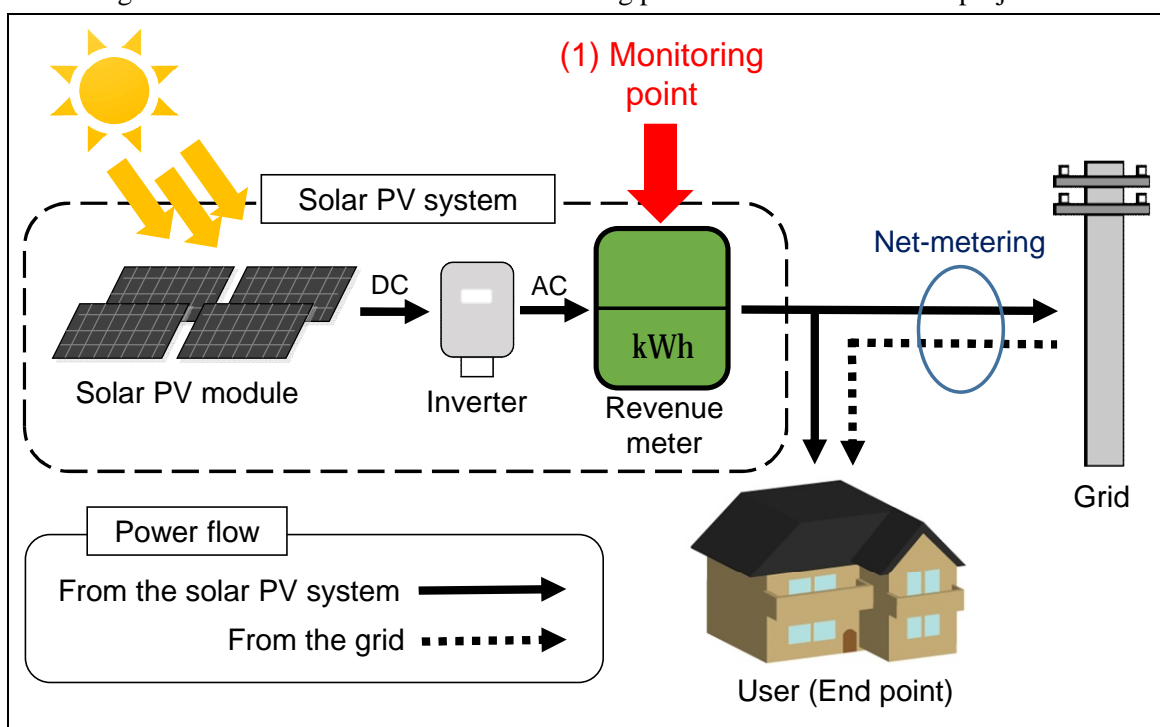 (1) Monitoring
point
Solar PV system
Net-metering
DC
AC
kWh
Solar PV module
Inverter
Revenue
meter
Grid
Power flow
From the solar PV system
From the grid
User (End point)